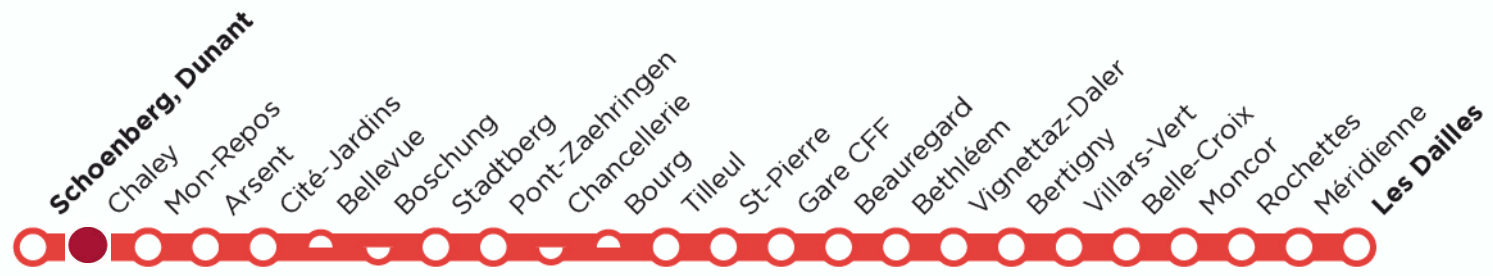 Schoenberg, Dunant
Chaley
Mon-Repos
Arsent
Cité-Jardins
Bellevue
Boschung
Stadtberg
Pont-Zaehringen
Chancellerie
Bourg
Tilleul
St-Pierre
Gare CFF
Beauregard
Bethléem
Vignettaz-Daler
Bertigny
Villars-Vert
Belle-Croix
Moncor
Rochettes
Méridienne
Les Dailles